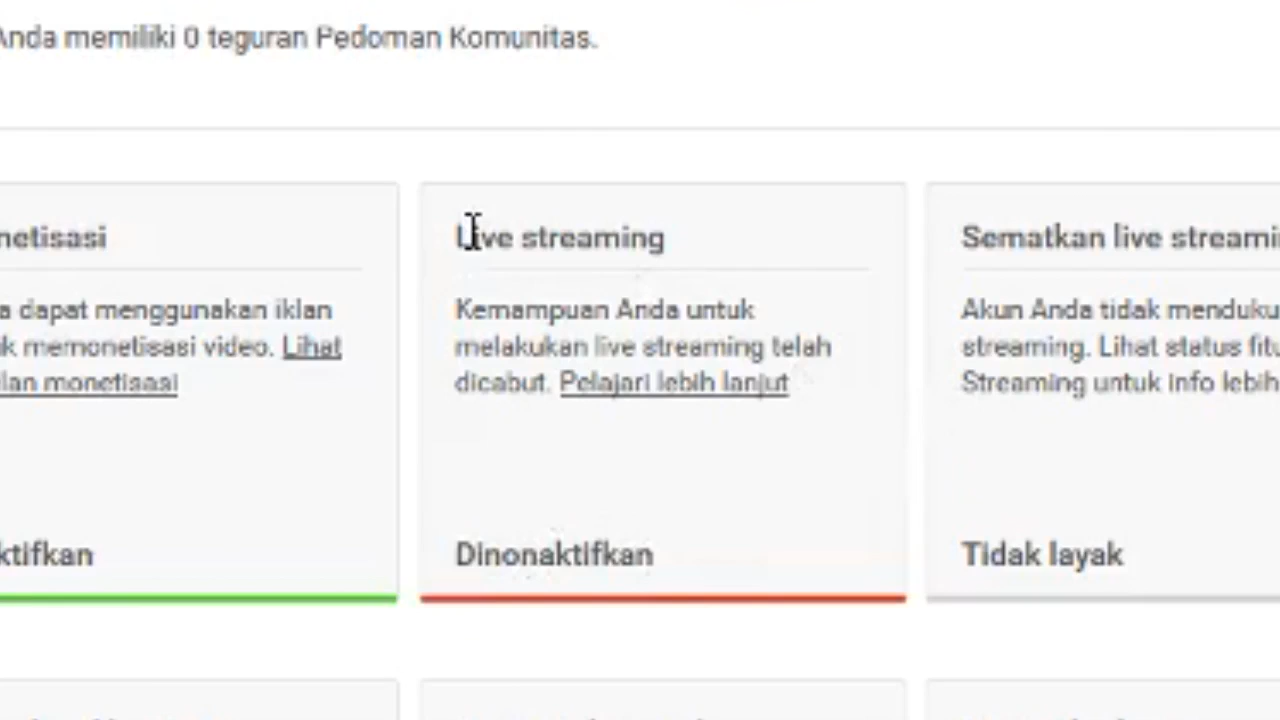 Anda memiliki 0 teguran Pedoman Komunitas.
netisasi
a dapat menggunakan iklan
k memonetisasi video. Lihat
lan monetisasi
ktifkan
Live streaming
Kemampuan Anda untuk
melakukan live streaming telah
dicabut. Pelajari lebih lanjut
Dinonaktifkan
Sematkan live streami
Akun Anda tidak menduku
streaming. Lihat status fitu
Streaming untuk info lebih
Tidak layak